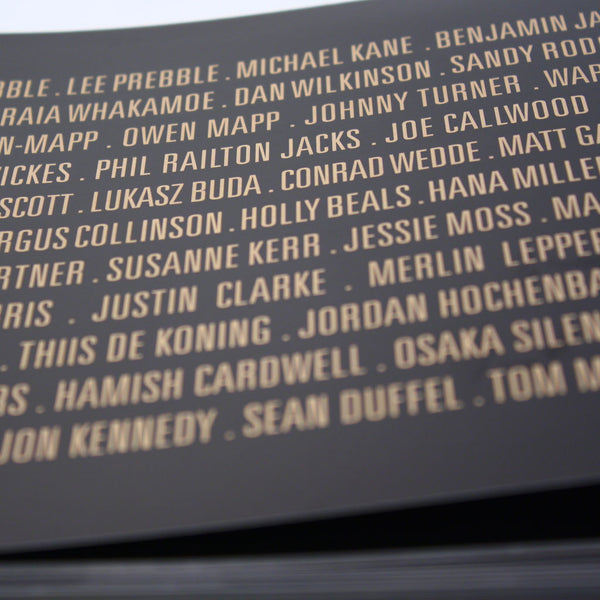 BBLE . LEE PREBBLE . MICHAEL KANE . BENJAMIN JA
RAIA WHAKAMOE . DAN WILKINSON . SANDY ROD
N-MAPP . OWEN MAPP . JOHNNY TURNER . WAR
ICKES . PHIL RAILTON JACKS . JOE CALLWOOD
SCOTT . LUKASZ BUDA . CONRAD WEDDE . MATT GA
RGUS COLLINSON . HOLLY BEALS . HANA MILLE
RTNER . SUSANNE KERR . JESSIE MOSS . MA
RIS . JUSTIN CLARKE . MERLIN LEPPER
. THIIS DE KONING . JORDAN HOCHENBA
RS . HAMISH CARDWELL . OSAKA SILEN
JON KENNEDY . SEAN DUFFEL . TOM M